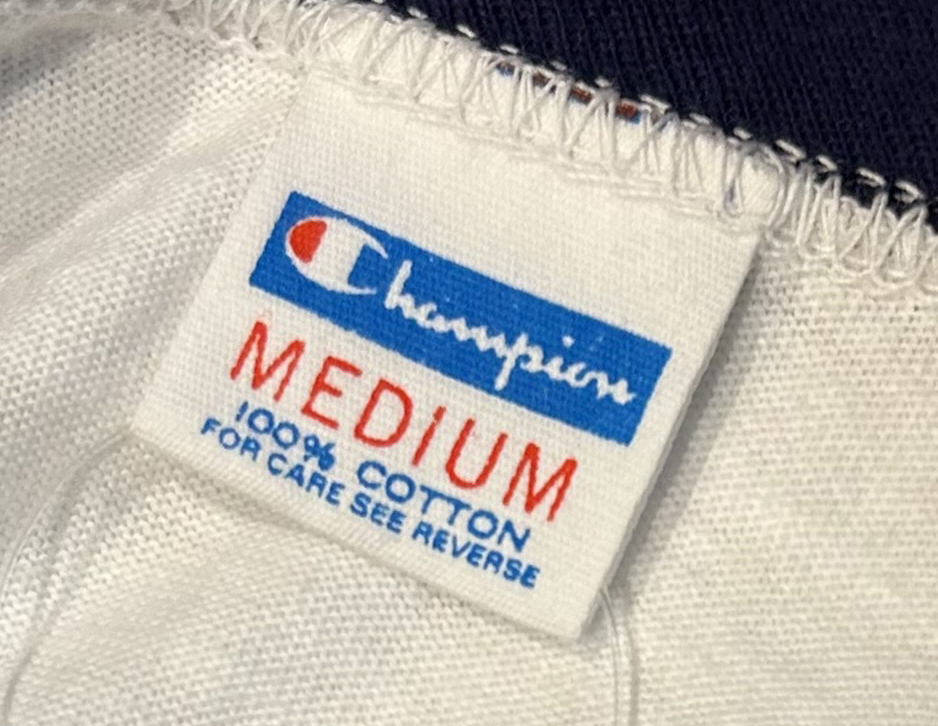 Champion
MEDIUM
100% COTTON
FOR CARE SEE REVERSE